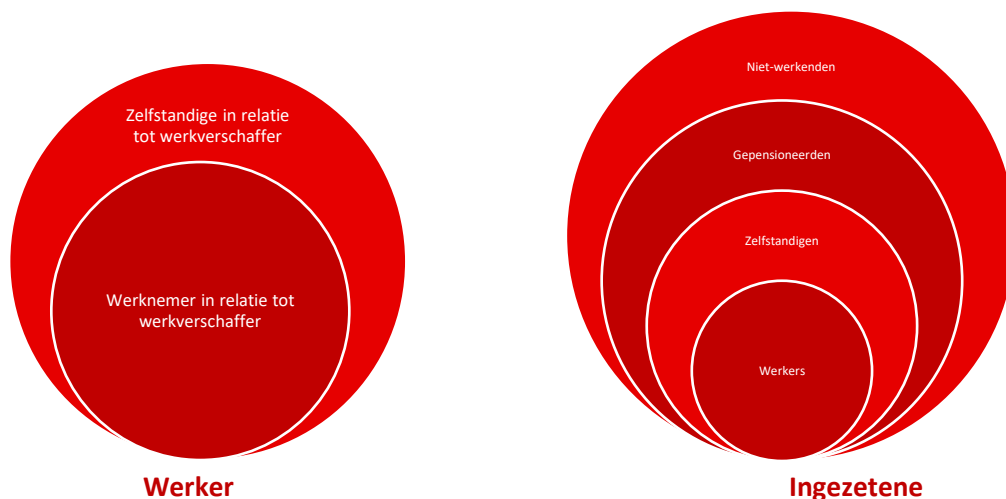 Zelfstandige in relatie
tot werkverschaffer
Werknemer in relatie tot
werkverschaffer
Werker
Niet-werkenden
Gepensioneerden
Zelfstandigen
Werkers
Ingezetene